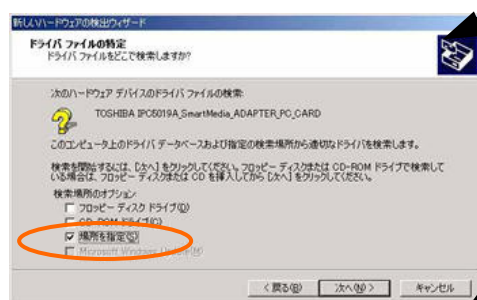 新しいハードウェアの検出ウィザード
ドライバ ファイルの特定
ドライバ ファイルをどこで検索しますか?
次のハードウェア デバイスのドライバ ファイルの検索:
TOSHIBA IPC5019A_SmartMedia_ADAPTER_PC_CARD
このコンピュータ上のドライバ データベースおよび指定の検索場所から適切なドライバを検索します。
検索を開始するには、[次へ] をクリックしてください。フロッピー ディスクまたは CD-ROM ドライブで検索して
いる場合は、フロッピー ディスクまたは CD を挿入してから [次へ] をクリックしてください。
検索場所のオプション:
フロッピー ディスク ドライブ(D)
CD-ROM ドライブ(C)
場所を指定(S)
Microsoft Windows Update(M)
< 戻る(B)
次へ(N) >
キャンセル